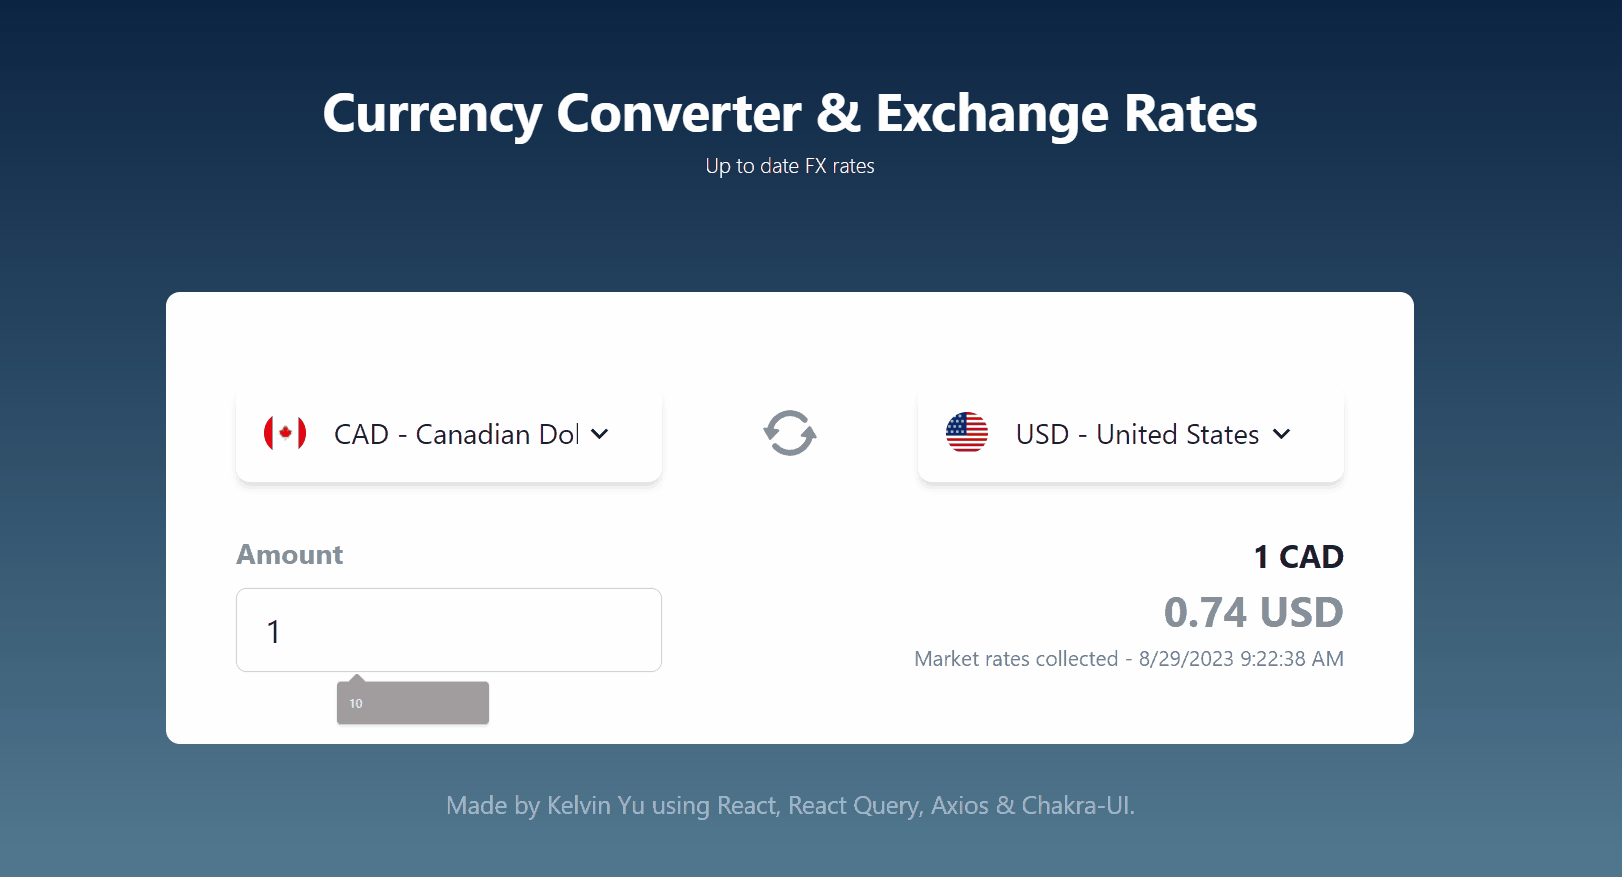 Currency Converter & Exchange Rates
Up to date FX rates
CAD - Canadian Dol
USD - United States
Amount
1
10
1 CAD
0.74 USD
Market rates collected - 8/29/2023 9:22:38 AM
Made by Kelvin Yu using React, React Query, Axios & Chakra-UI.